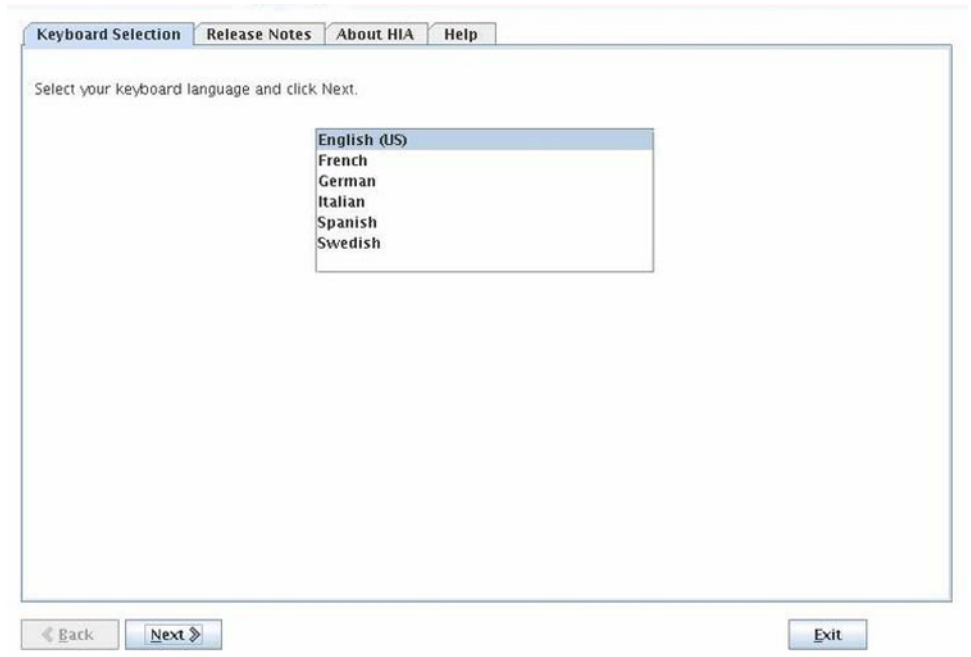 Keyboard Selection Release Notes About HIA Help
Select your keyboard language and click Next.
English (US)
French
German
Italian
Spanish
Swedish
Back Next Exit